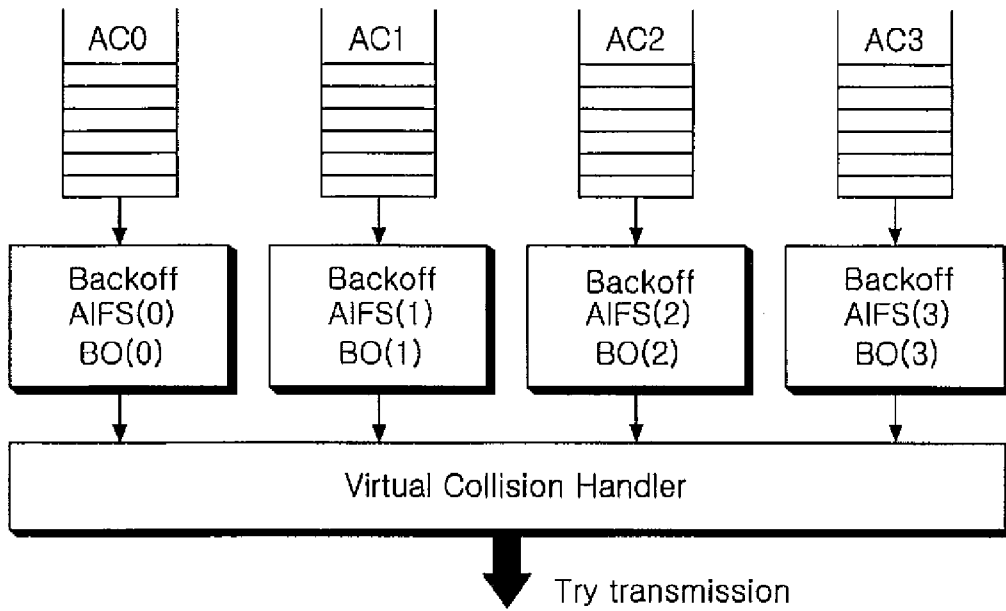 AC0
AC1
AC2
AC3
Backoff
AIFS(0)
BO(0)
Backoff
AIFS(1)
BO(1)
Backoff
AIFS(2)
BO(2)
Backoff
AIFS(3)
BO(3)
Virtual Collision Handler
Try transmission